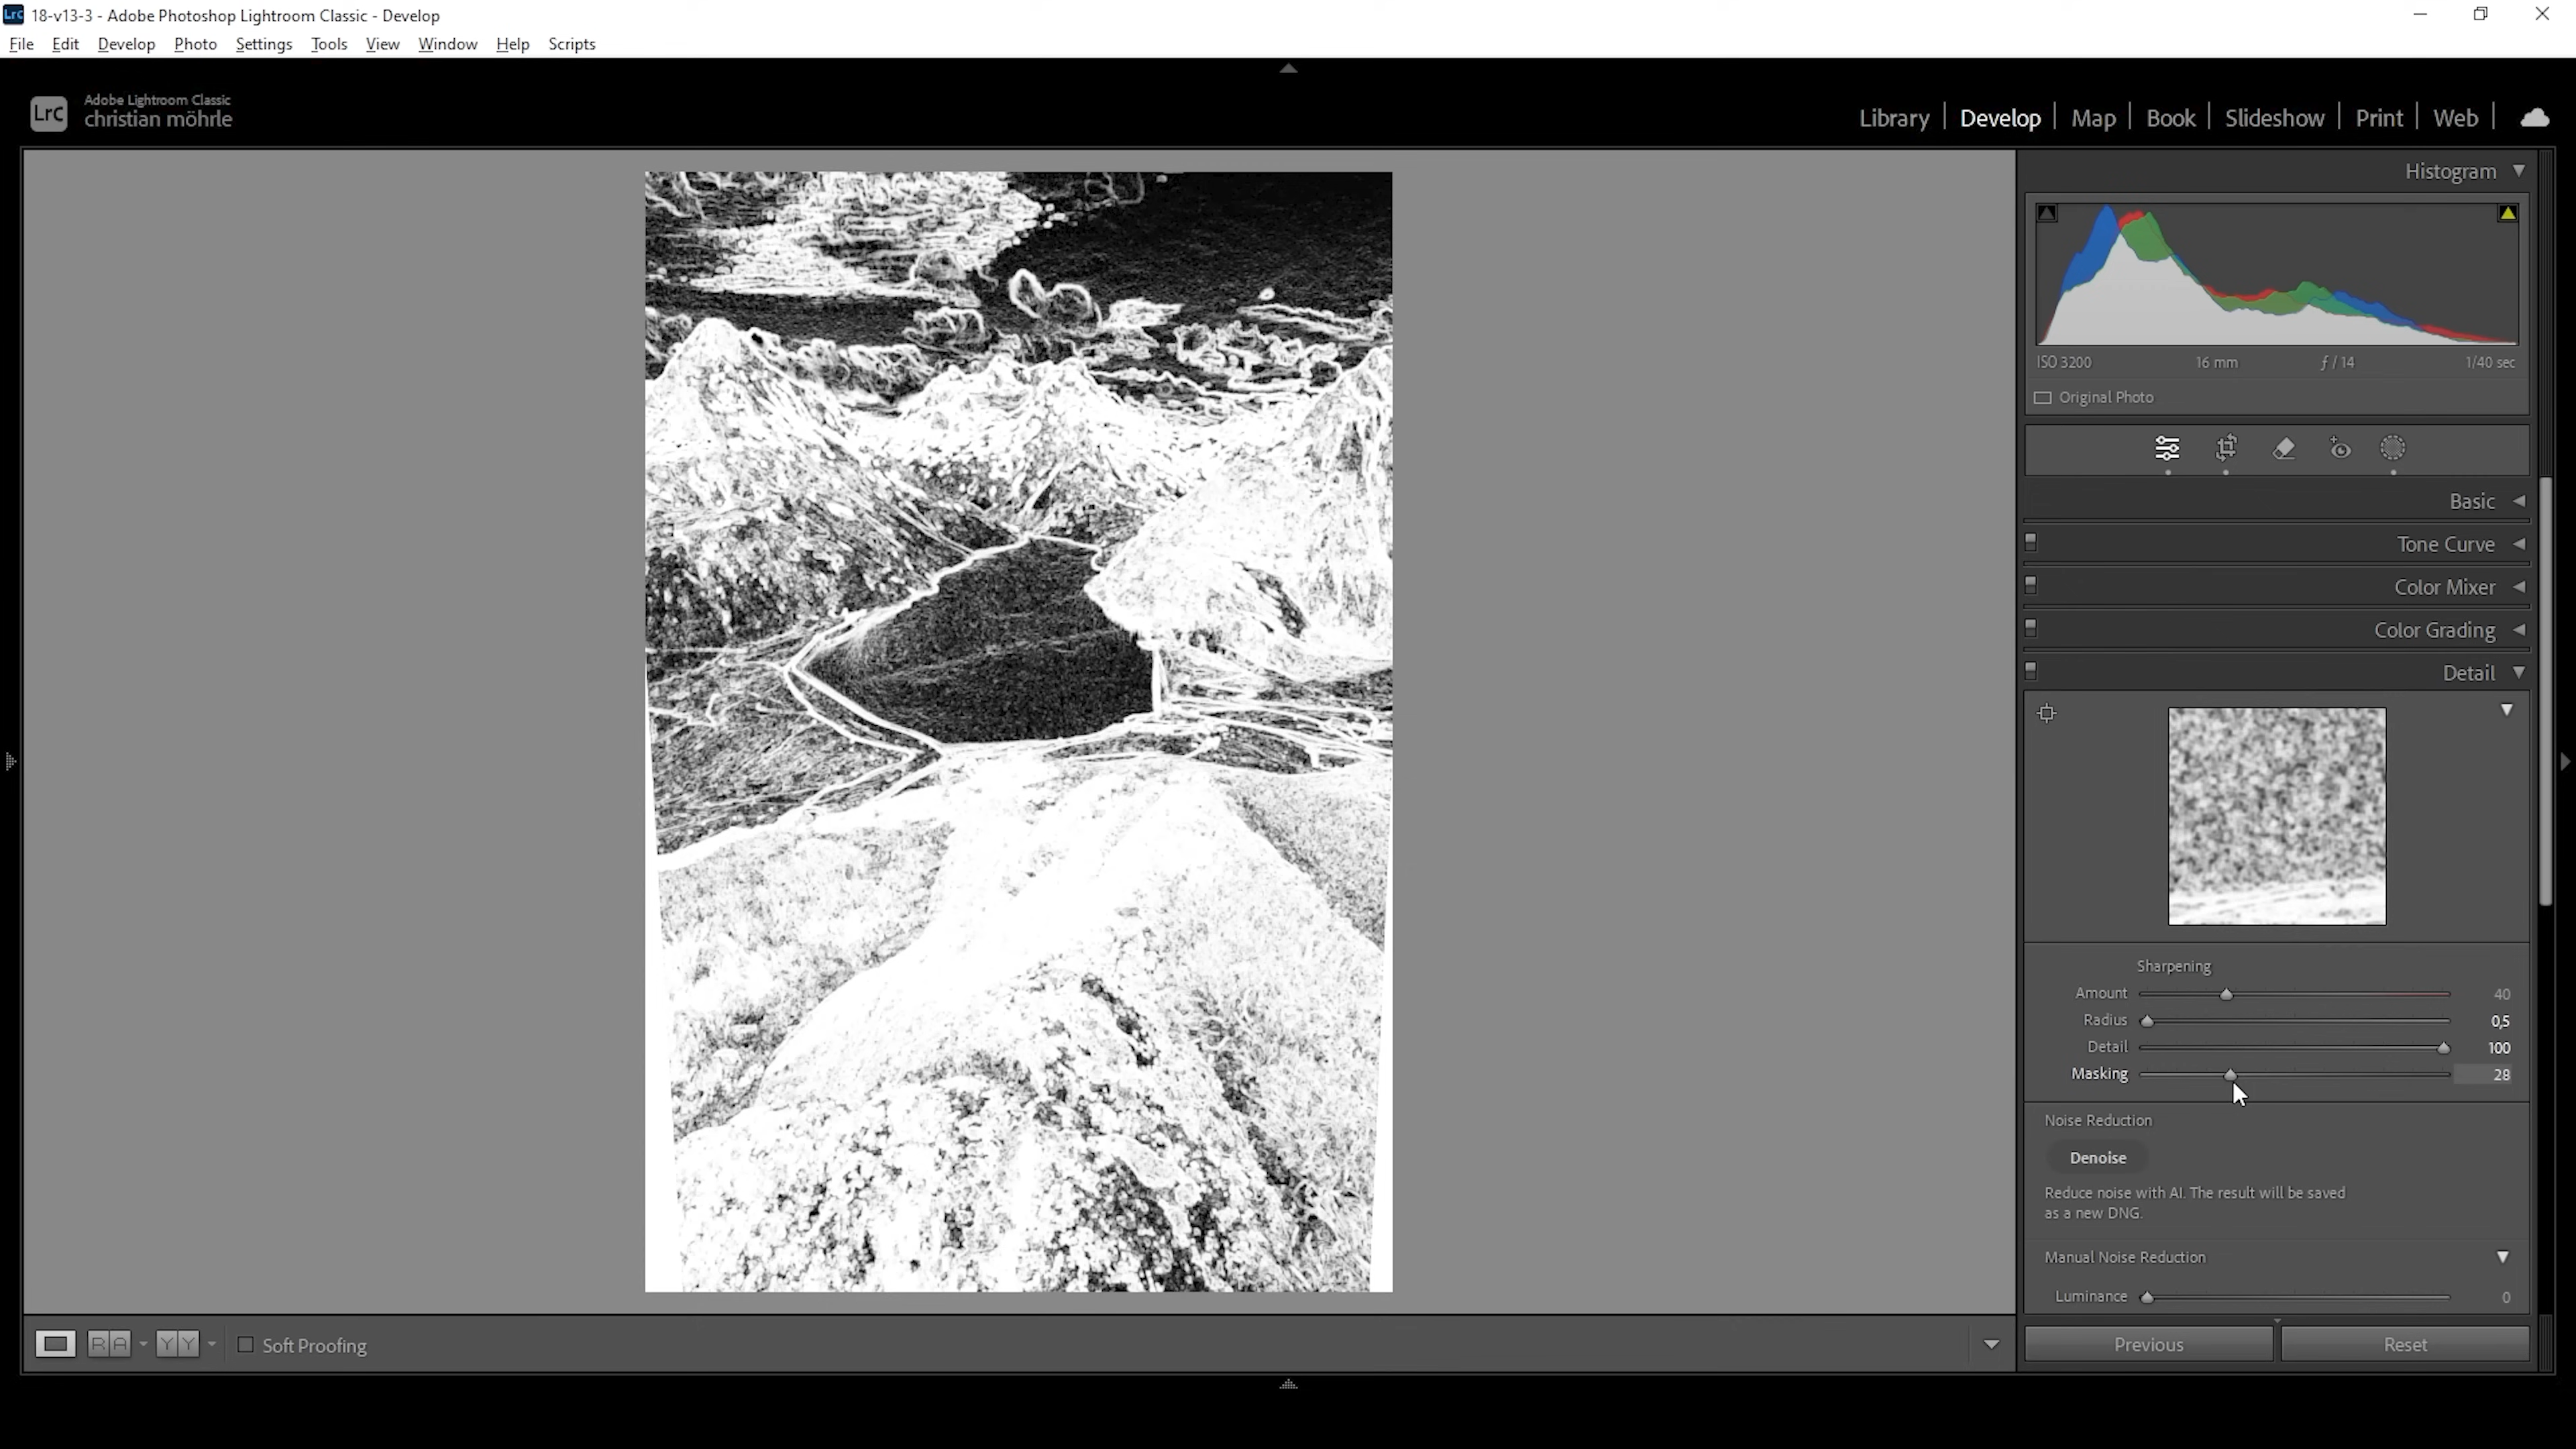 18-v13-3 - Adobe Photoshop Lightroom Classic - Develop
File Edit Develop Photo Settings Tools View Window Help Scripts
LrC
Adobe Lightroom Classic
christian möhrle
Library | Develop | Map | Book | Slideshow | Print | Web |
Histogram
ISO 3200 16 mm ƒ / 14 1/40 sec
Original Photo
Basic
Tone Curve
Color Mixer
Color Grading
Detail
Sharpening
Amount 40
Radius 0,5
Detail 100
Masking 28
Noise Reduction
Denoise
Reduce noise with AI. The result will be saved
as a new DNG.
Manual Noise Reduction
Luminance 0
R A Y Y Soft Proofing
Previous Reset